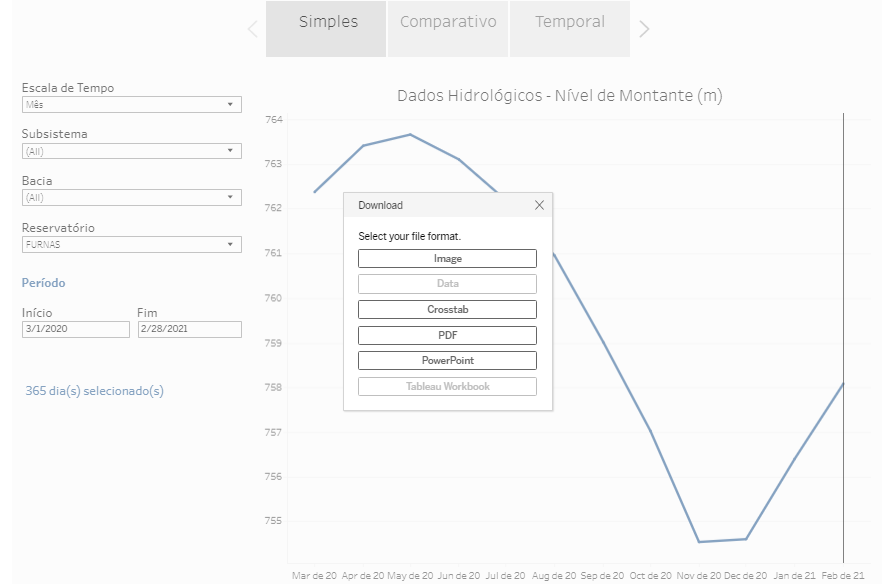 Simples
Comparativo
Temporal
Escala de Tempo
Mês
Subsistema
(All)
Bacia
(All)
Reservatório
FURNAS
Período
Início
Fim
3/1/2020
2/28/2021
365 dia(s) selecionado(s)
Dados Hidrológicos - Nível de Montante (m)
764
763
762
761
760
759
758
757
756
755
Download
Select your file format.
Image
Data
Crosstab
PDF
PowerPoint
Tableau Workbook
Mar de 20 Apr de 20 May de 20 Jun de 20 Jul de 20 Aug de 20 Sep de 20 Oct de 20 Nov de 20 Dec de 20 Jan de 21 Feb de 21